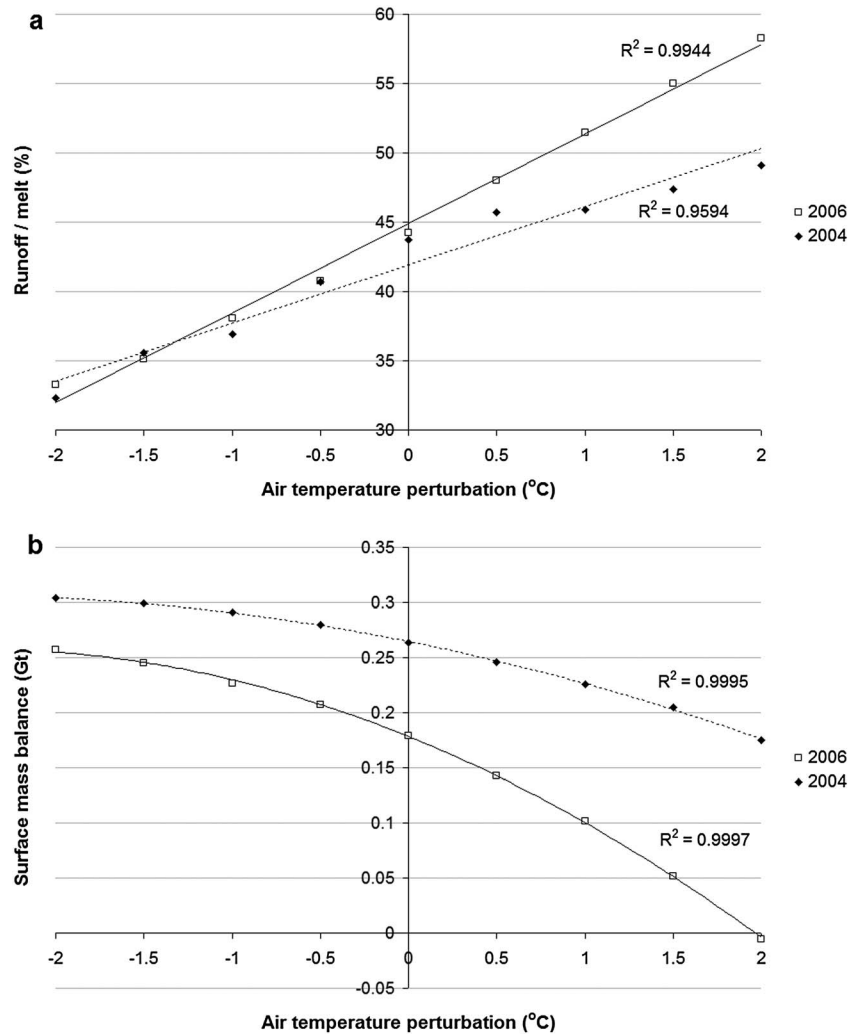 a
60
55
50
45
40
35
30
R² = 0.9944
R² = 0.9594
Runoff / melt (%)
2006
2004
-2 -1.5 -1 -0.5 0 0.5 1 1.5 2
Air temperature perturbation (°C)
b
0.35
0.3
0.25
0.2
0.15
0.1
0.05
0
-0.05
R² = 0.9995
R² = 0.9997
Surface mass balance (Gt)
2006
2004
-2 -1.5 -1 -0.5 0 0.5 1 1.5 2
Air temperature perturbation (°C)